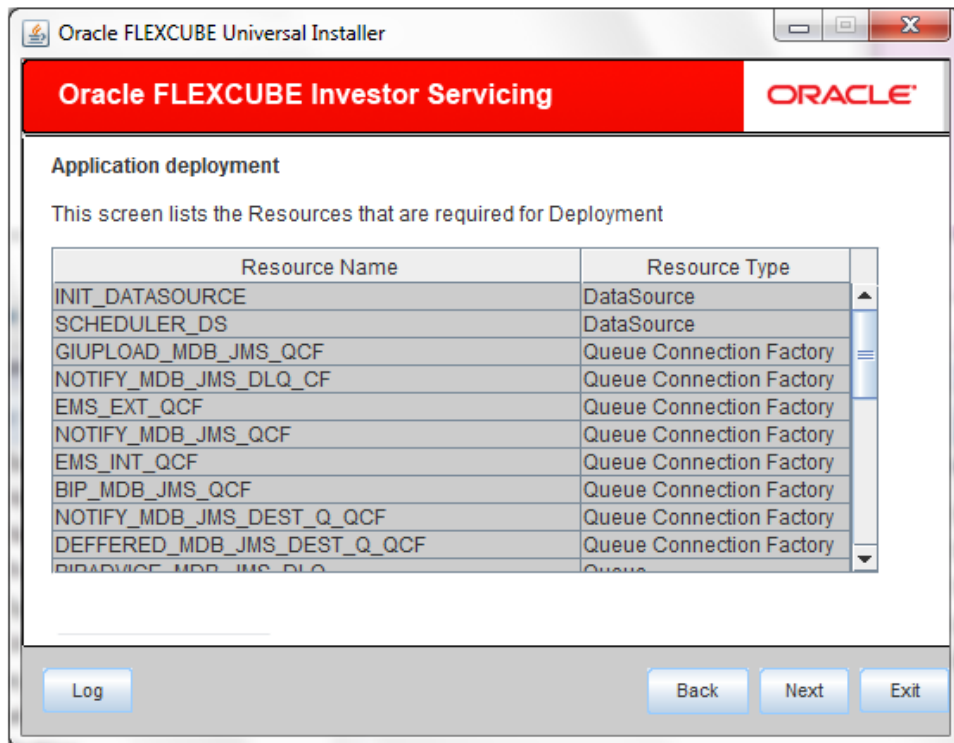 Oracle FLEXCUBE Universal Installer
Oracle FLEXCUBE Investor Servicing ORACLE
Application deployment
This screen lists the Resources that are required for Deployment
Resource Name Resource Type
INIT_DATASOURCE DataSource
SCHEDULER_DS DataSource
GIUPLOAD_MDB_JMS_QCF Queue Connection Factory
NOTIFY_MDB_JMS_DLQ_CF Queue Connection Factory
EMS_EXT_QCF Queue Connection Factory
NOTIFY_MDB_JMS_QCF Queue Connection Factory
EMS_INT_QCF Queue Connection Factory
BIP_MDB_JMS_QCF Queue Connection Factory
NOTIFY_MDB_JMS_DEST_Q_QCF Queue Connection Factory
DEFFERED_MDB_JMS_DEST_Q_QCF Queue Connection Factory
BIPADVICE_MDB_JMS_DLQ Queue
Log Back Next Exit